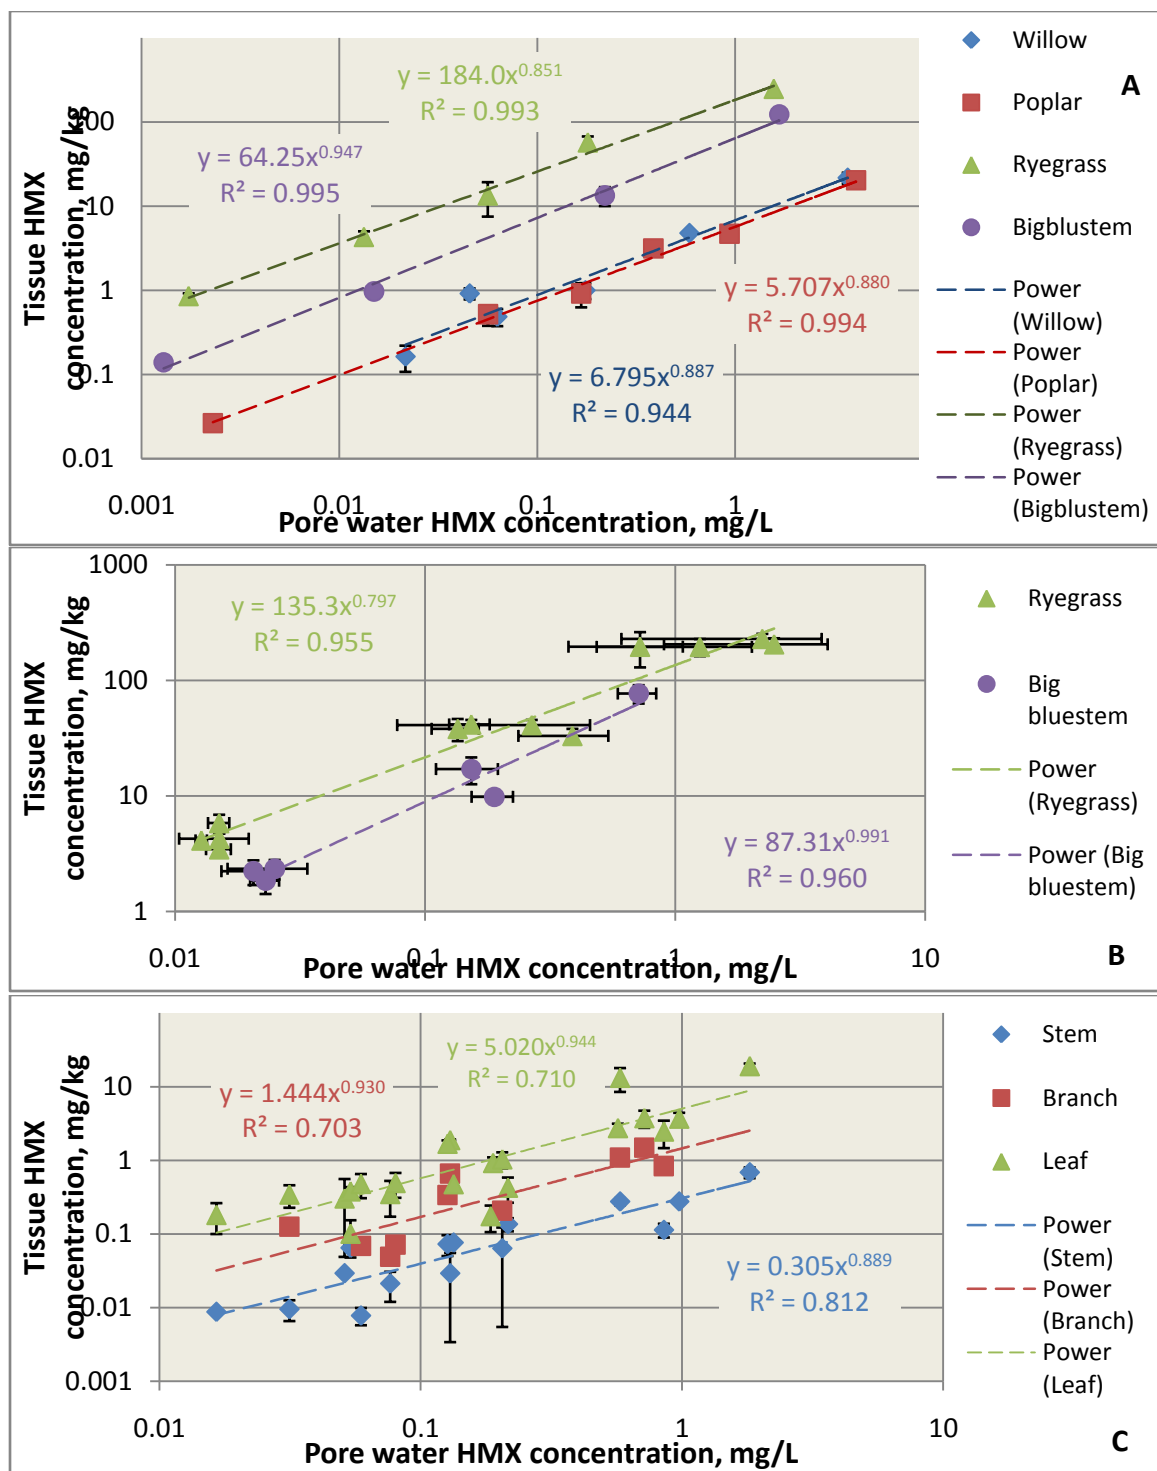 Willow
Poplar
Ryegrass
Bigblustem
Power
(Willow)
Power
(Poplar)
Power
(Ryegrass)
Power
(Bigblustem)
A
y = 184.0x^0.851
R² = 0.993
y = 64.25x^0.947
R² = 0.995
y = 5.707x^0.880
R² = 0.994
y = 6.795x^0.887
R² = 0.944
Tissue HMX
concentration, mg/kg
100
10
1
0.1
0.01
0.001
0.01
0.1
1
Pore water HMX concentration, mg/L
1000
100
10
1
Tissue HMX
concentration, mg/kg
y = 135.3x^0.797
R² = 0.955
y = 87.31x^0.991
R² = 0.960
Ryegrass
Big
bluestem
Power
(Ryegrass)
Power (Big
bluestem)
0.01
0.1
1
10
Pore water HMX concentration, mg/L
B
Tissue HMX
concentration, mg/kg
10
1
0.1
0.01
0.001
y = 5.020x^0.944
R² = 0.710
y = 1.444x^0.930
R² = 0.703
y = 0.305x^0.889
R² = 0.812
Stem
Branch
Leaf
Power
(Stem)
Power
(Branch)
Power
(Leaf)
0.01
0.1
1
10
Pore water HMX concentration, mg/L
C